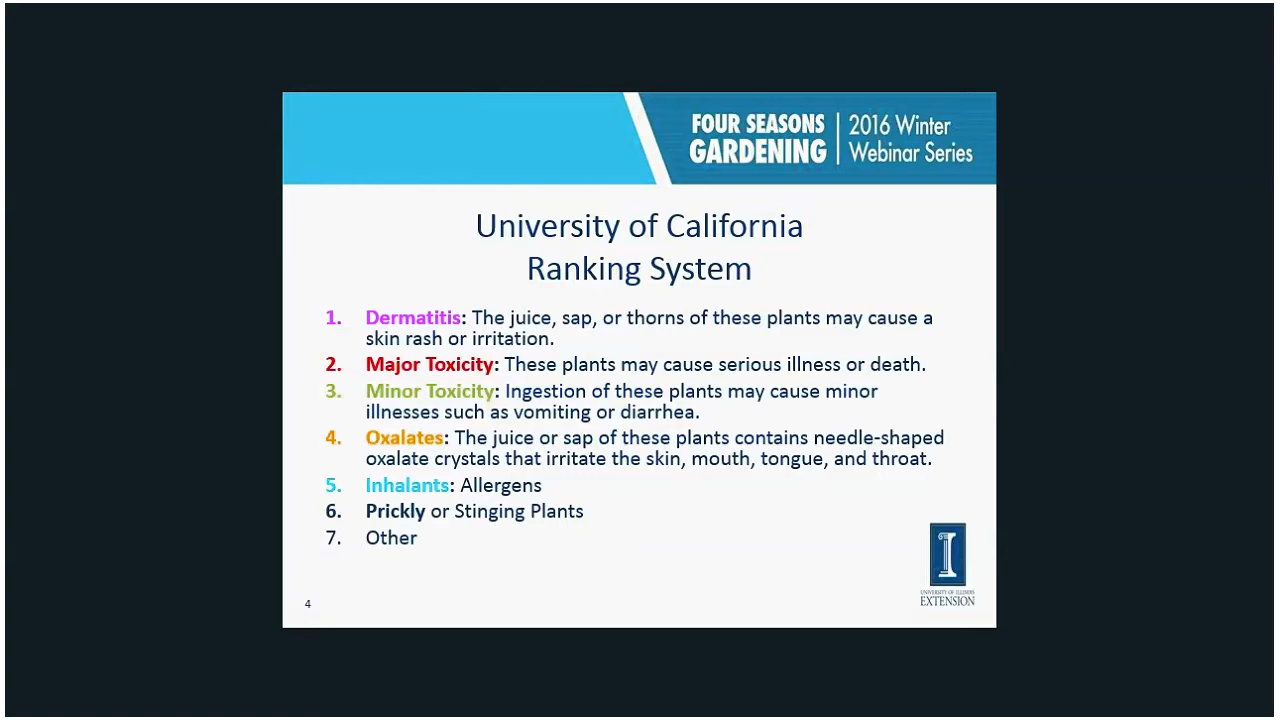 FOUR SEASONS
GARDENING
2016 Winter
Webinar Series
University of California
Ranking System
1. Dermatitis: The juice, sap, or thorns of these plants may cause a
skin rash or irritation.
2. Major Toxicity: These plants may cause serious illness or death.
3. Minor Toxicity: Ingestion of these plants may cause minor
illnesses such as vomiting or diarrhea.
4. Oxalates: The juice or sap of these plants contains needle-shaped
oxalate crystals that irritate the skin, mouth, tongue, and throat.
5. Inhalants: Allergens
6. Prickly or Stinging Plants
7. Other
4
UNIVERSITY OF ILLINOIS
EXTENSION